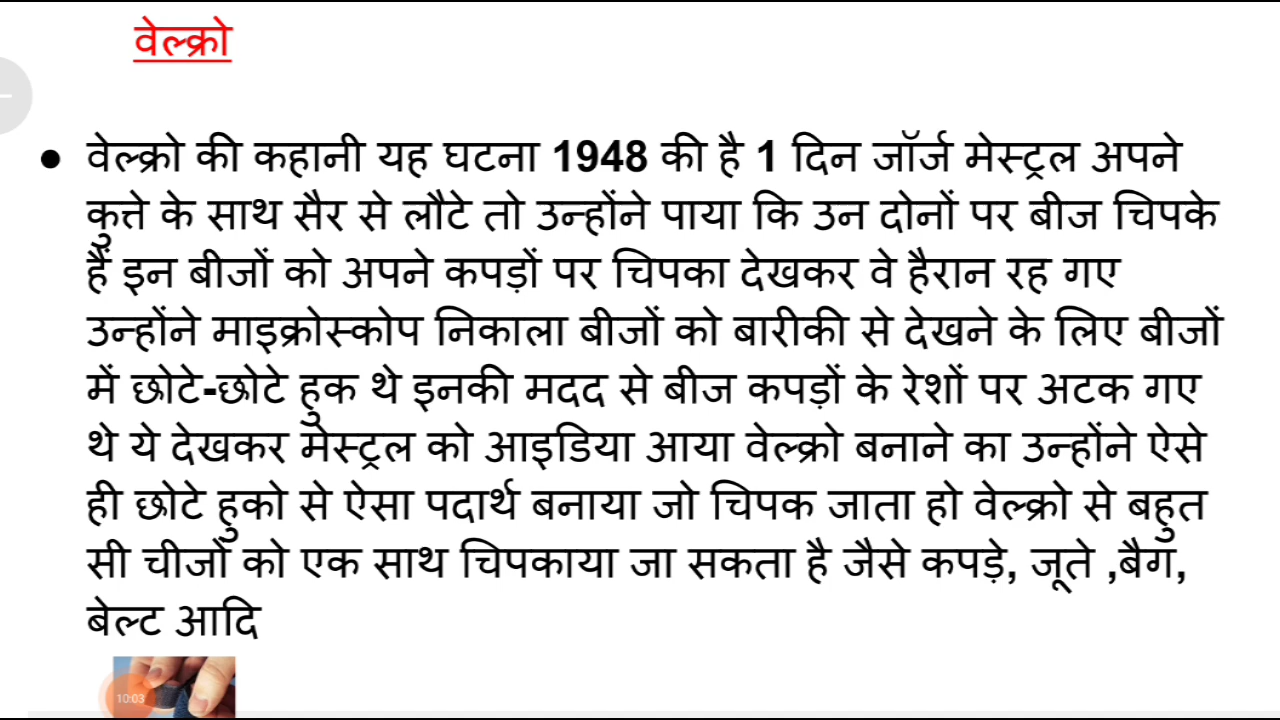 वेल्क्रो
● वेल्क्रो की कहानी यह घटना 1948 की है 1 दिन जॉर्ज मेस्ट्रल अपने
कुत्ते के साथ सैर से लौटे तो उन्होंने पाया कि उन दोनों पर बीज चिपके
हैं इन बीजों को अपने कपड़ों पर चिपका देखकर वे हैरान रह गए
उन्होंने माइक्रोस्कोप निकाला बीजों को बारीकी से देखने के लिए बीजों
में छोटे-छोटे हुक थे इनकी मदद से बीज कपड़ों के रेशों पर अटक गए
थे ये देखकर मेस्ट्रल को आइडिया आया वेल्क्रो बनाने का उन्होंने ऐसे
ही छोटे हुको से ऐसा पदार्थ बनाया जो चिपक जाता हो वेल्क्रो से बहुत
सी चीजों को एक साथ चिपकाया जा सकता है जैसे कपड़े, जूते ,बैग,
बेल्ट आदि
10:03